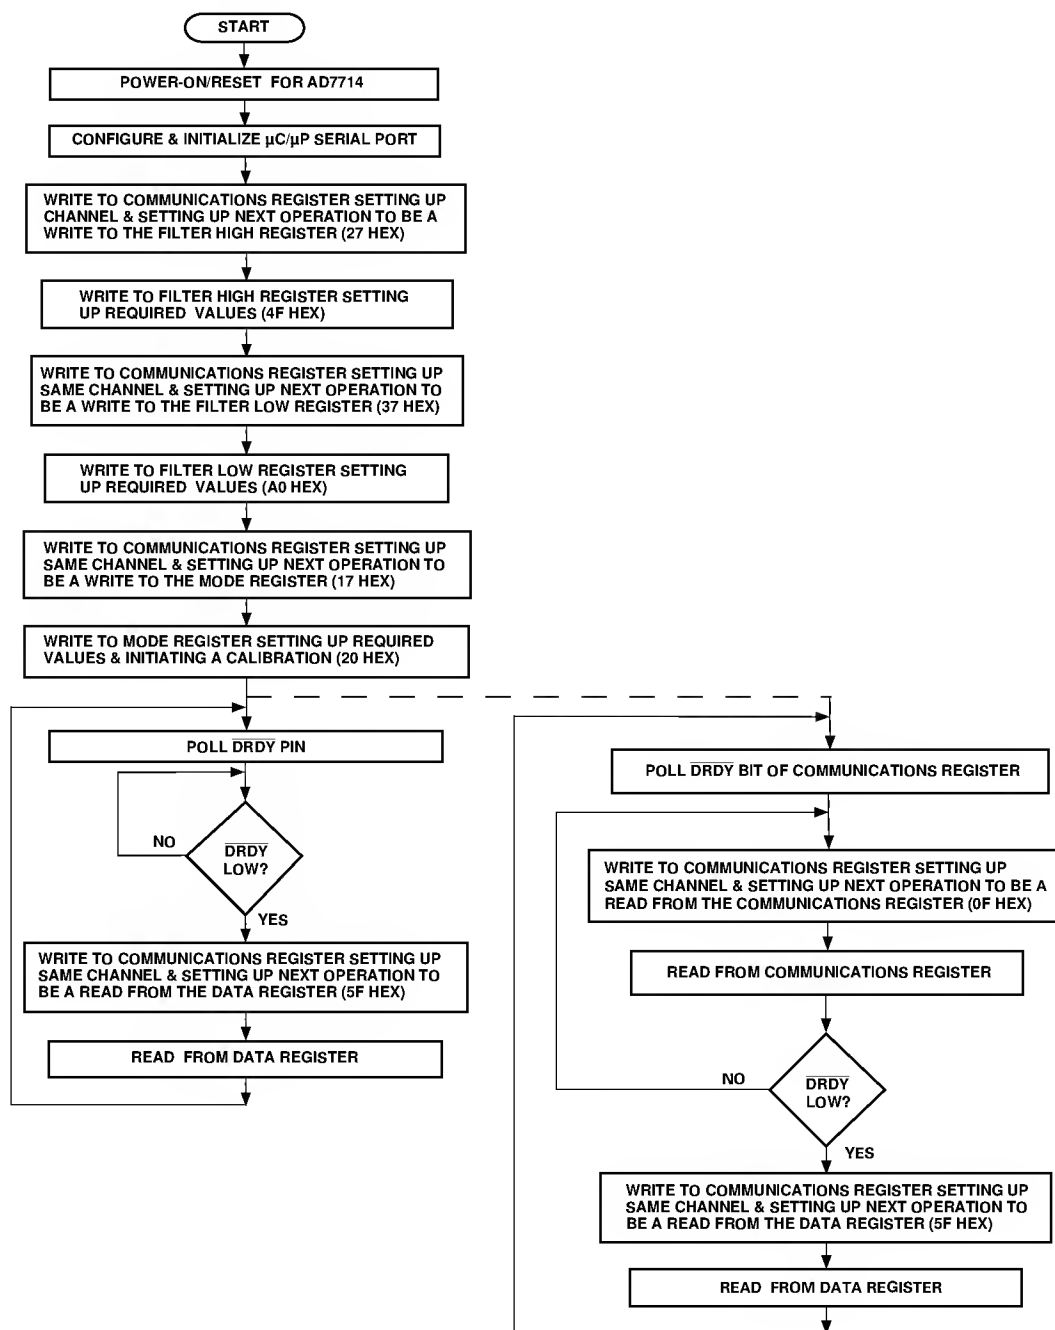 START
POWER-ON/RESET FOR AD7714
CONFIGURE & INITIALIZE µC/µP SERIAL PORT
WRITE TO COMMUNICATIONS REGISTER SETTING UP
CHANNEL & SETTING UP NEXT OPERATION TO BE A
WRITE TO THE FILTER HIGH REGISTER (27 HEX)
WRITE TO FILTER HIGH REGISTER SETTING
UP REQUIRED VALUES (4F HEX)
WRITE TO COMMUNICATIONS REGISTER SETTING UP
SAME CHANNEL & SETTING UP NEXT OPERATION TO
BE A WRITE TO THE FILTER LOW REGISTER (37 HEX)
WRITE TO FILTER LOW REGISTER SETTING
UP REQUIRED VALUES (A0 HEX)
WRITE TO COMMUNICATIONS REGISTER SETTING UP
SAME CHANNEL & SETTING UP NEXT OPERATION TO
BE A WRITE TO THE MODE REGISTER (17 HEX)
WRITE TO MODE REGISTER SETTING UP REQUIRED
VALUES & INITIATING A CALIBRATION (20 HEX)
POLL DRDY PIN
NO
DRDY
LOW?
YES
WRITE TO COMMUNICATIONS REGISTER SETTING UP
SAME CHANNEL & SETTING UP NEXT OPERATION TO
BE A READ FROM THE DATA REGISTER (5F HEX)
READ FROM DATA REGISTER
POLL DRDY BIT OF COMMUNICATIONS REGISTER
WRITE TO COMMUNICATIONS REGISTER SETTING UP
SAME CHANNEL & SETTING UP NEXT OPERATION TO BE A
READ FROM THE COMMUNICATIONS REGISTER (0F HEX)
READ FROM COMMUNICATIONS REGISTER
NO
DRDY
LOW?
YES
WRITE TO COMMUNICATIONS REGISTER SETTING UP
SAME CHANNEL & SETTING UP NEXT OPERATION TO
BE A READ FROM THE DATA REGISTER (5F HEX)
READ FROM DATA REGISTER